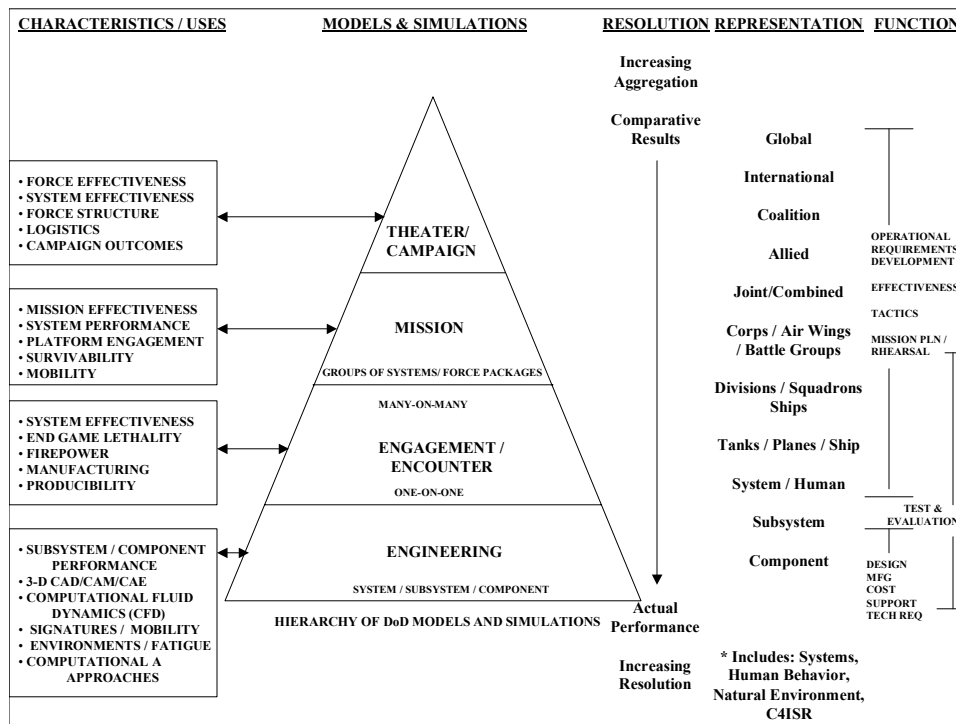 CHARACTERISTICS / USES
MODELS & SIMULATIONS
RESOLUTION
REPRESENTATION
FUNCTION
• FORCE EFFECTIVENESS
• SYSTEM EFFECTIVENESS
• FORCE STRUCTURE
• LOGISTICS
• CAMPAIGN OUTCOMES
• MISSION EFFECTIVENESS
• SYSTEM PERFORMANCE
• PLATFORM ENGAGEMENT
• SURVIVABILITY
• MOBILITY
• SYSTEM EFFECTIVENESS
• END GAME LETHALITY
• FIREPOWER
• MANUFACTURING
• PRODUCIBILITY
• SUBSYSTEM / COMPONENT
PERFORMANCE
• 3-D CAD/CAM/CAE
• COMPUTATIONAL FLUID
DYNAMICS (CFD)
• SIGNATURES / MOBILITY
• ENVIRONMENTS / FATIGUE
• COMPUTATIONAL A
APPROACHES
THEATER/
CAMPAIGN
MISSION
GROUPS OF SYSTEMS/ FORCE PACKAGES
MANY-ON-MANY
ENGAGEMENT /
ENCOUNTER
ONE-ON-ONE
ENGINEERING
SYSTEM / SUBSYSTEM / COMPONENT
HIERARCHY OF DoD MODELS AND SIMULATIONS
Increasing
Aggregation
Comparative
Results
Actual
Performance
Increasing
Resolution
Global
International
Coalition
Allied
Joint/Combined
Corps / Air Wings
/ Battle Groups
Divisions / Squadrons
Ships
Tanks / Planes / Ship
System / Human
Subsystem
Component
* Includes: Systems,
Human Behavior,
Natural Environment,
C4ISR
OPERATIONAL
REQUIREMENTS
DEVELOPMENT
EFFECTIVENESS
TACTICS
MISSION PLN /
RHEARSAL
TEST &
EVALUATION
DESIGN
MFG
COST
SUPPORT
TECH REQ